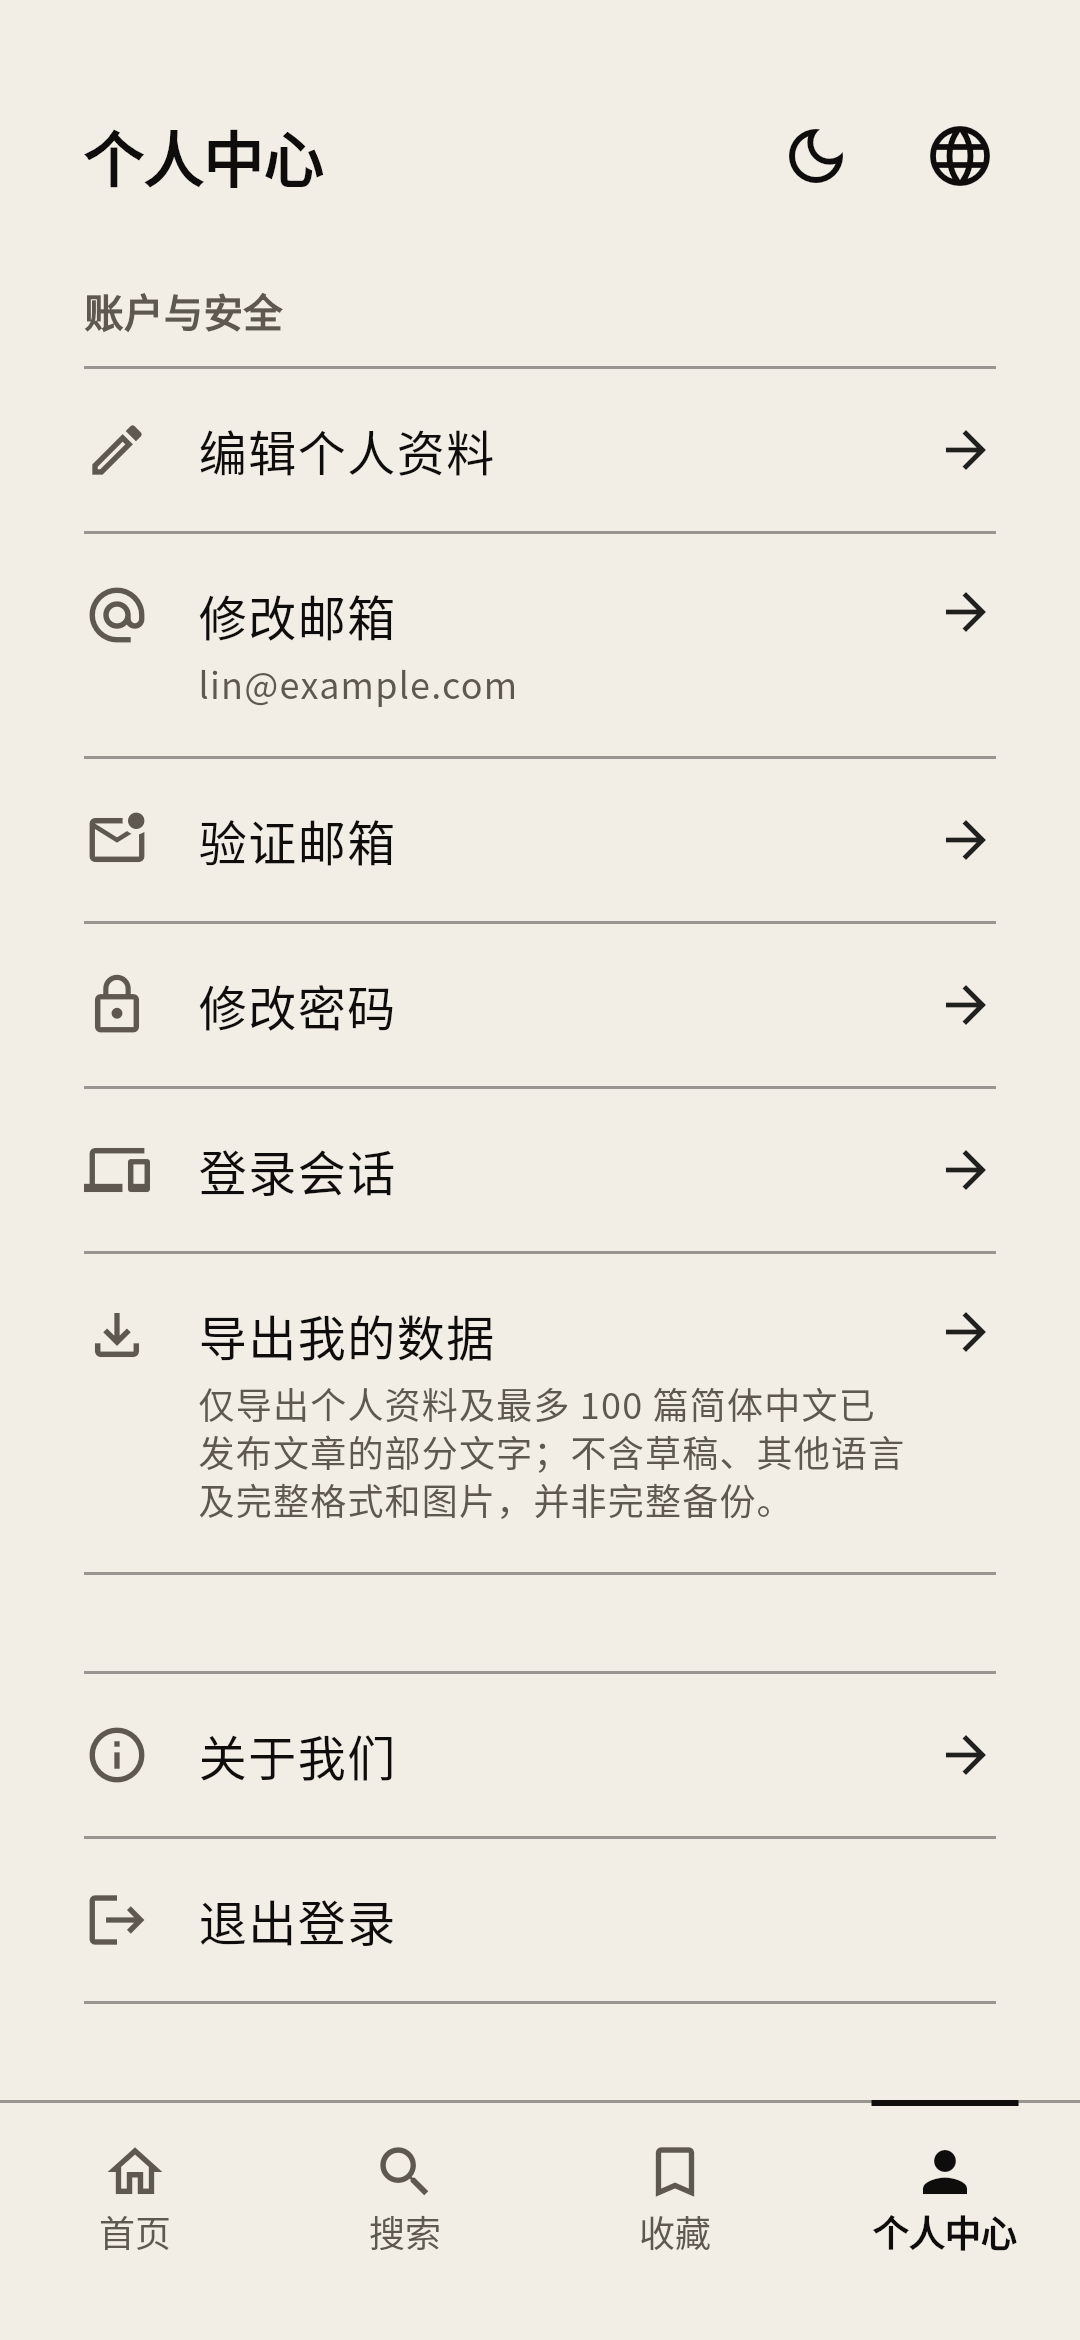 个人中心
账户与安全
编辑个人资料
修改邮箱
lin@example.com
验证邮箱
修改密码
登录会话
导出我的数据
仅导出个人资料及最多 100 篇简体中文已
发布文章的部分文字；不含草稿、其他语言
及完整格式和图片，并非完整备份。
关于我们
退出登录
首页
搜索
收藏
个人中心